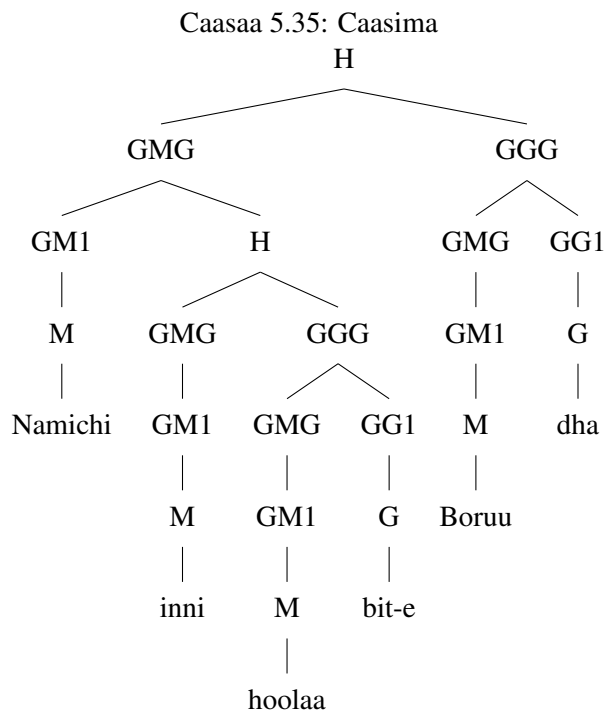 Caasaa 5.35: Caasima
H
GMG GGG
GM1 H GMG GG1
M GMG GGG GM1 G
Namichi GM1 GMG GG1 M dha
M GM1 G Boruu
inni M bit-e
hoolaa